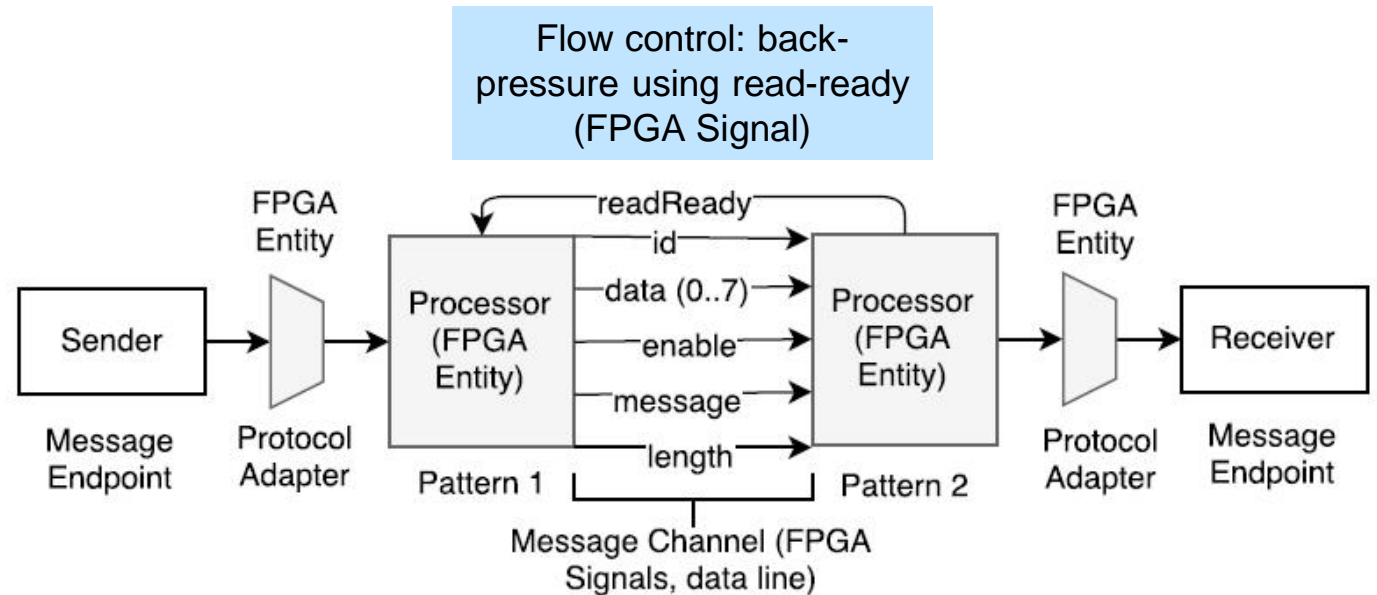 Flow control: back-
pressure using read-ready
(FPGA Signal)
readReady
FPGA
Entity
FPGA
Entity
id
data (0..7)
enable
message
length
Sender
Processor
(FPGA
Entity)
Processor
(FPGA
Entity)
Receiver
Message
Endpoint
Protocol
Adapter
Pattern 1
Pattern 2
Protocol
Adapter
Message
Endpoint
Message Channel (FPGA
Signals, data line)